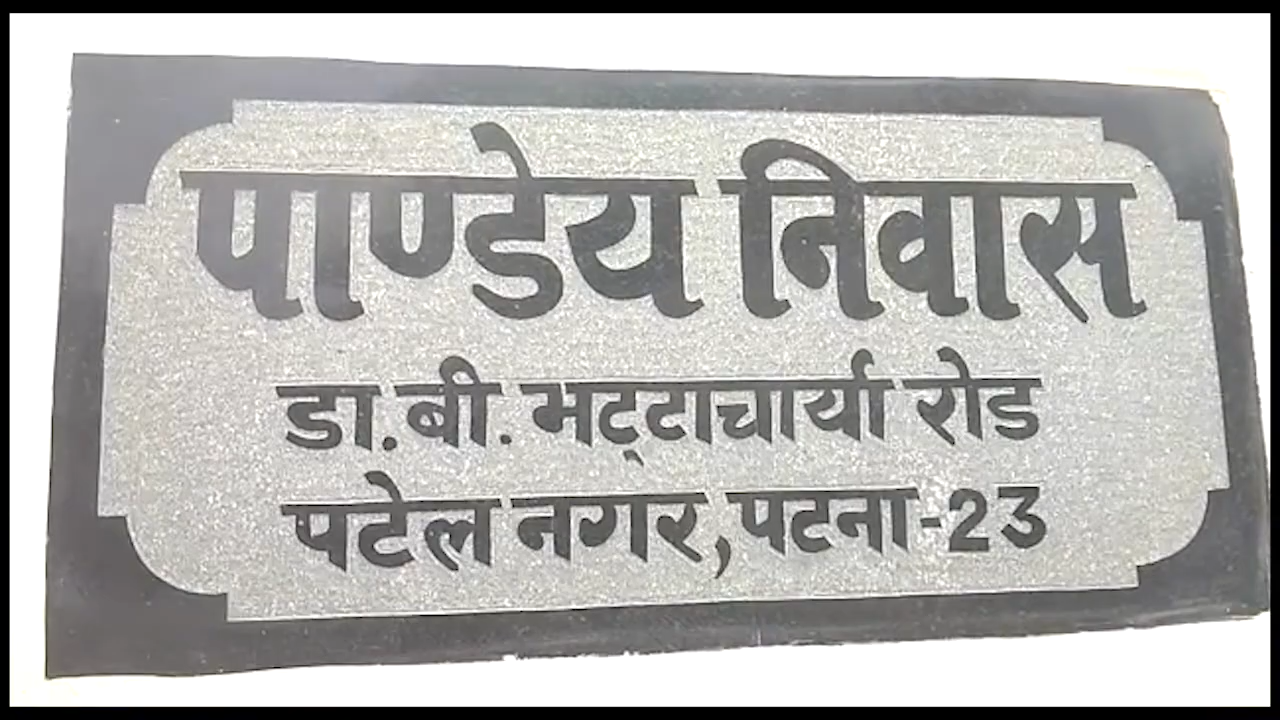 पाण्डेय निवास
डा. बी. भट्टाचार्या रोड
पटेल नगर, पटना-23